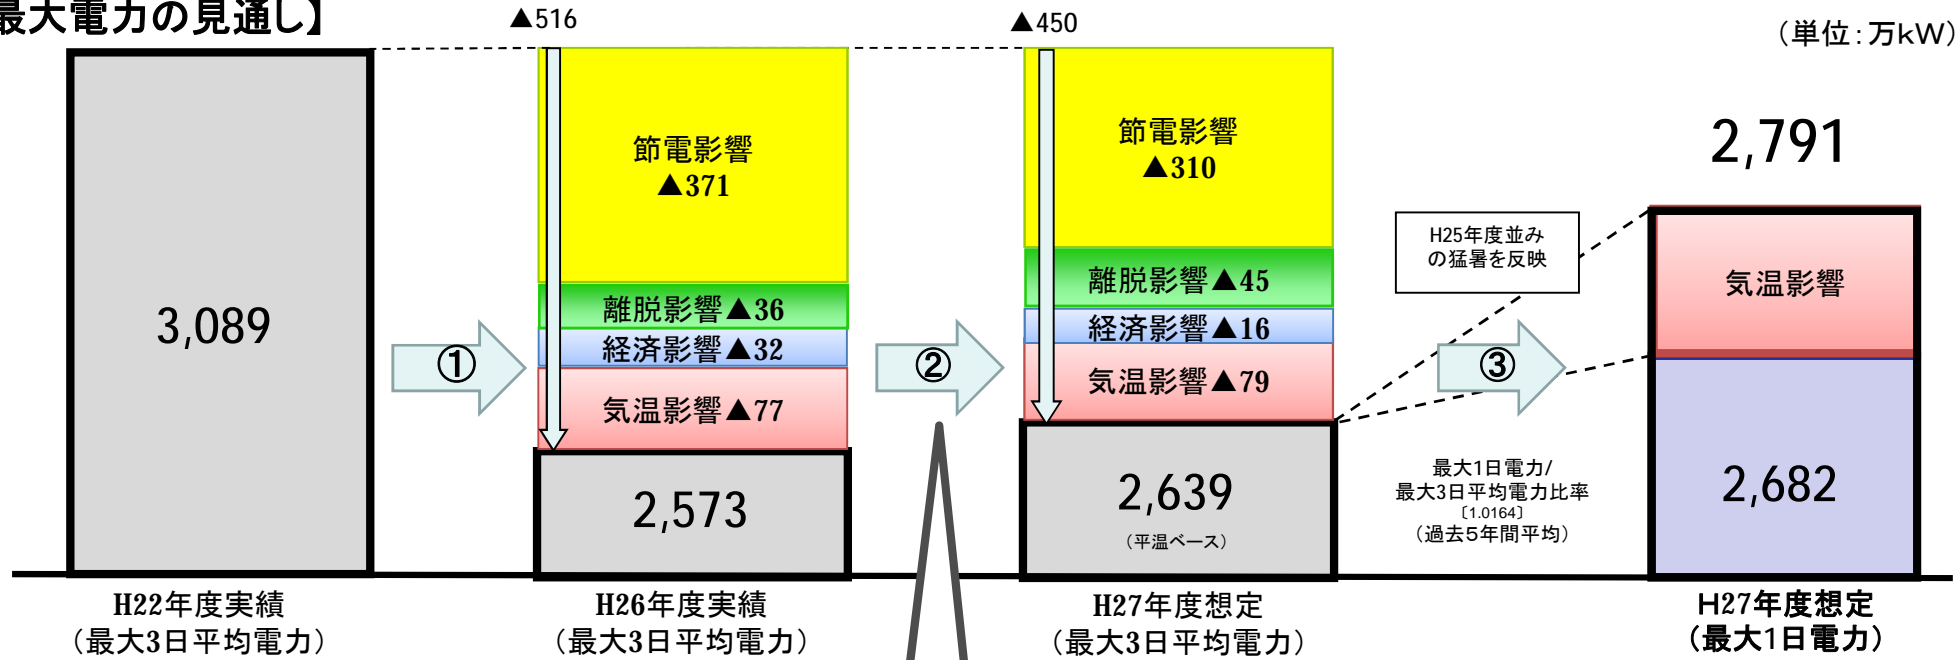 最大電力の見通し】
▲516
▲450
（単位：万kW）
3,089
①
節電影響
▲371
離脱影響▲36
経済影響▲32
気温影響▲77
2,573
②
節電影響
▲310
離脱影響▲45
経済影響▲16
気温影響▲79
2,639
（平温ベース）
H25年度並み
の猛暑を反映
③
最大1日電力/
最大3日平均電力比率
〔1.0164〕
（過去5年間平均）
2,791
気温影響
2,682
H22年度実績
（最大3日平均電力）
H26年度実績
（最大3日平均電力）
H27年度想定
（最大3日平均電力）
H27年度想定
（最大1日電力）